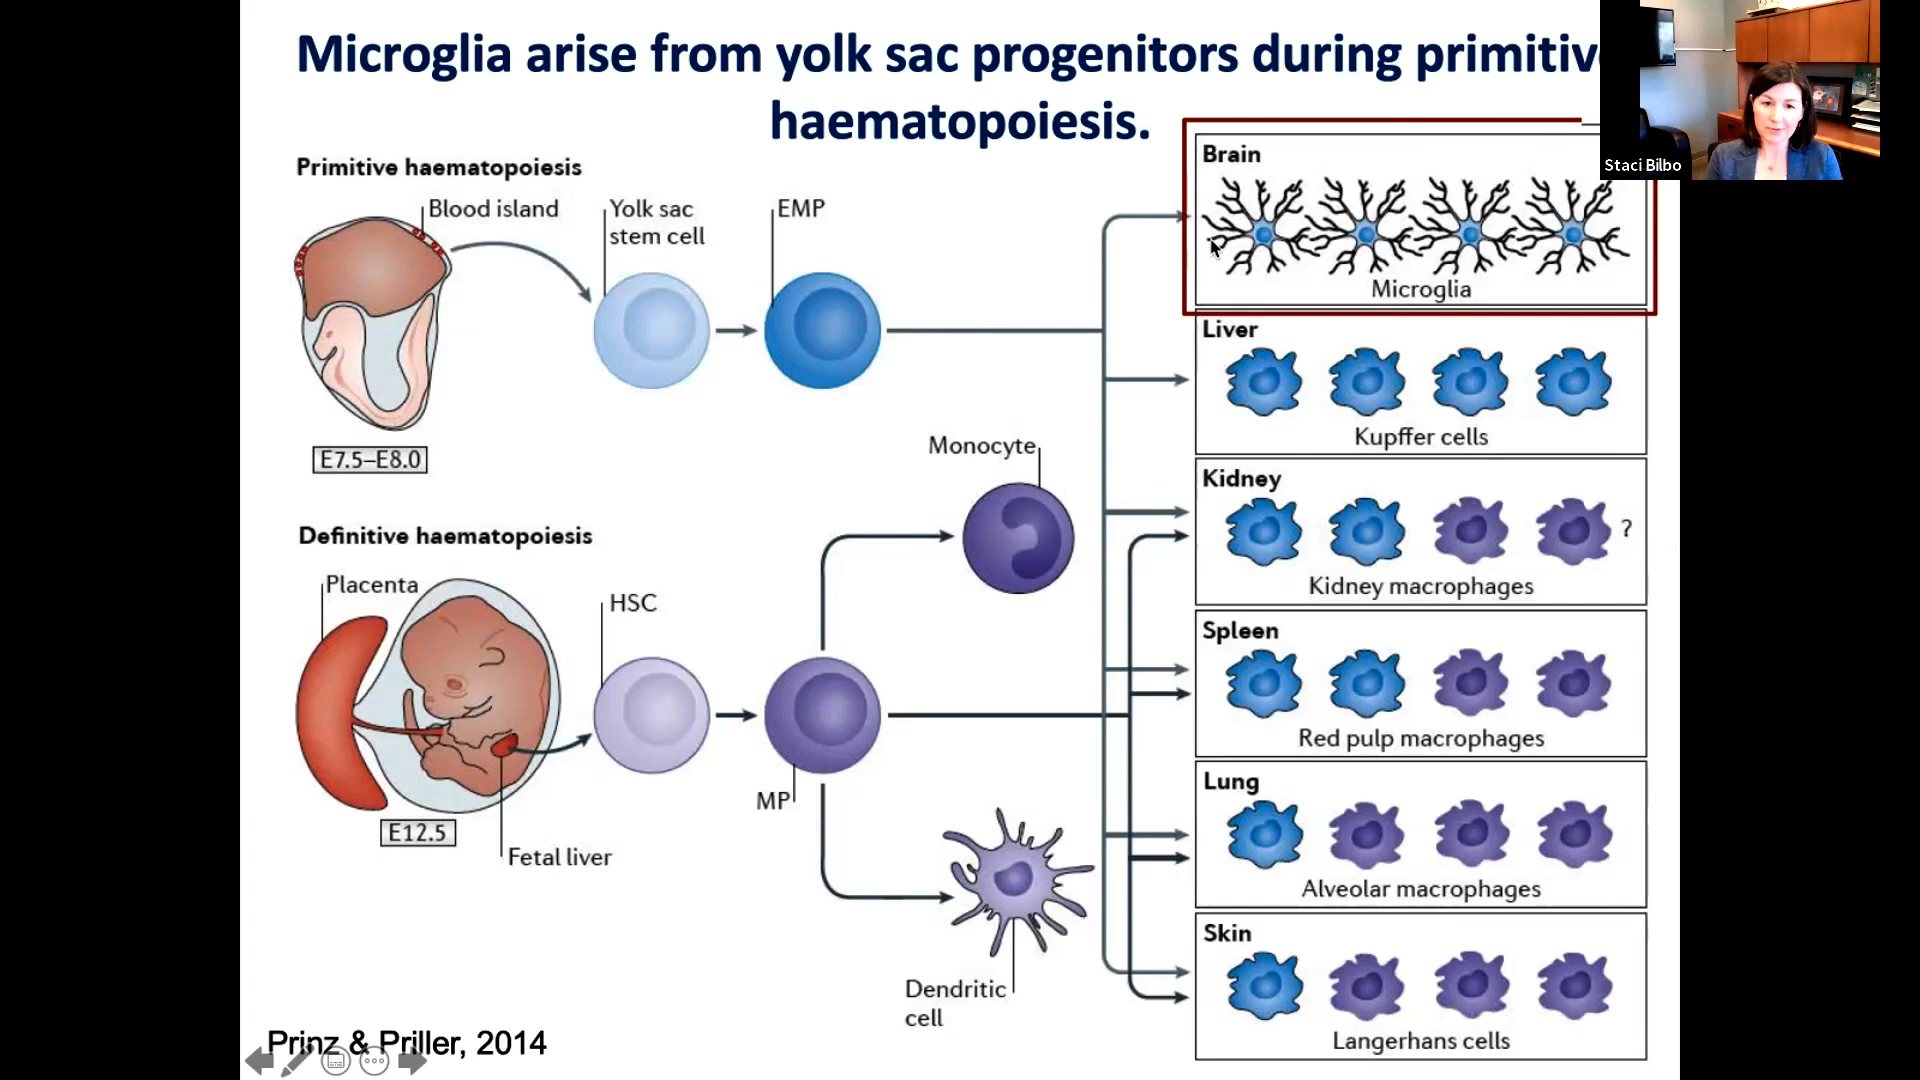 Microglia arise from yolk sac progenitors during primitive
haematopoiesis.
Staci Bilbo
Primitive haematopoiesis
Blood island
Yolk sac
stem cell
EMP
E7.5–E8.0
Definitive haematopoiesis
Placenta
HSC
MP
E12.5
Fetal liver
Monocyte
Dendritic
cell
Brain
Microglia
Liver
Kupffer cells
Kidney
?
Kidney macrophages
Spleen
Red pulp macrophages
Lung
Alveolar macrophages
Skin
Langerhans cells
Prinz & Priller, 2014